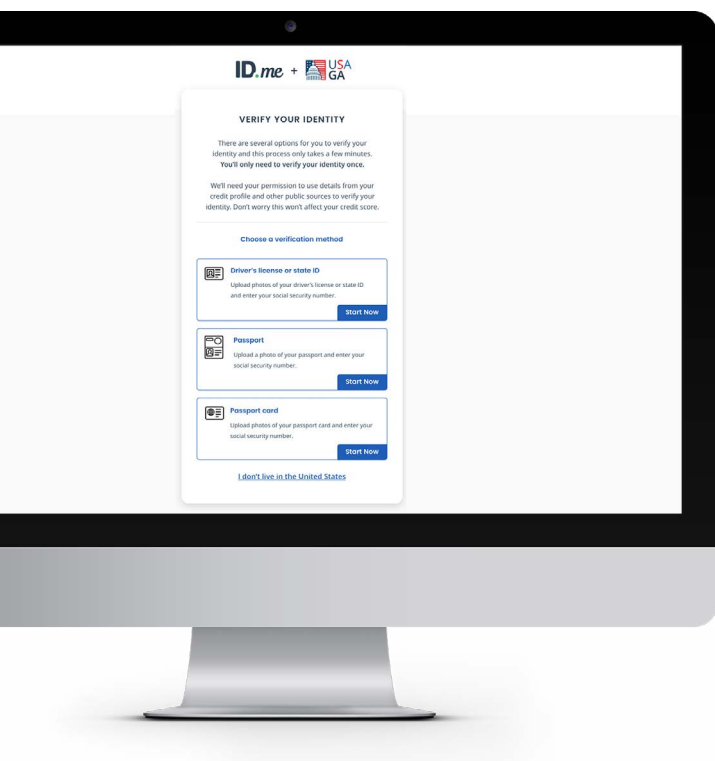 ID.me + USA
GA
VERIFY YOUR IDENTITY
There are several options for you to verify your
identity and this process only takes a few minutes.
You'll only need to verify your identity once.
We'll need your permission to use details from your
credit profile and other public sources to verify your
identity. Don't worry this won't affect your credit score.
Choose a verification method
Driver's license or state ID
Upload photos of your driver's license or state ID
and enter your social security number.
Start Now
Passport
Upload a photo of your passport and enter your
social security number.
Start Now
Passport card
Upload photos of your passport card and enter your
social security number.
Start Now
I don't live in the United States